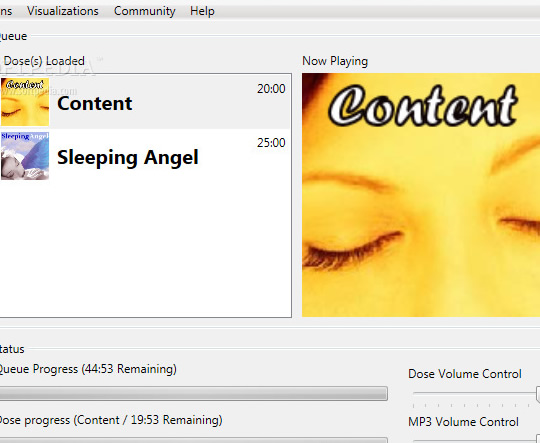 ns Visualizations Community Help
ueue
Dose(s) Loaded
Now Playing
Content
Content 20:00
Sleeping Angel
Sleeping Angel 25:00
Content
tatus
Queue Progress (44:53 Remaining)
Dose Volume Control
Dose progress (Content / 19:53 Remaining)
MP3 Volume Control